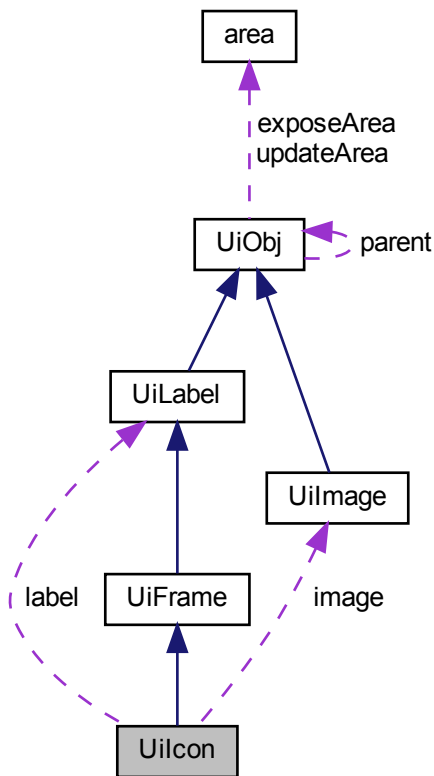 area
exposeArea
updateArea
UiObj
parent
UiLabel
UiImage
label
UiFrame
image
UiIcon